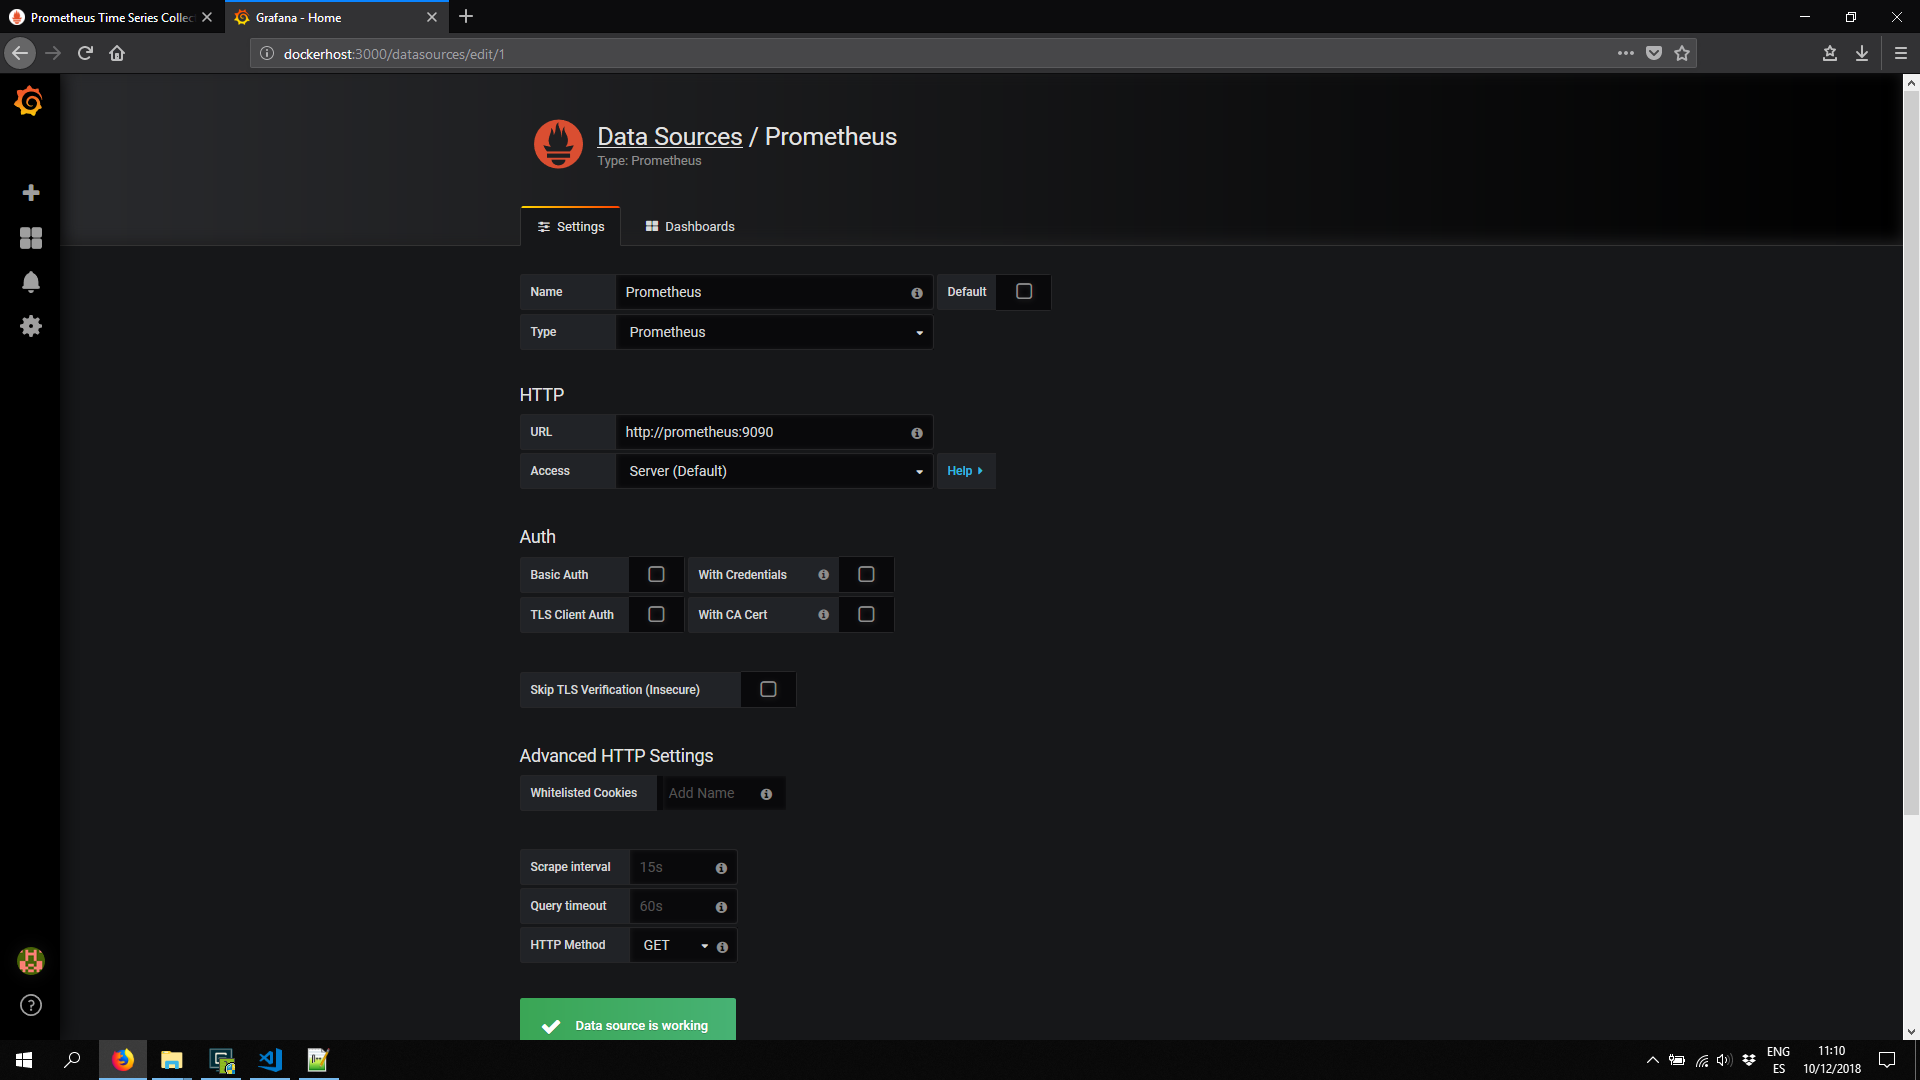 Prometheus Time Series Collec
Grafana - Home
dockerhost:3000/datasources/edit/1
Data Sources / Prometheus
Type: Prometheus
Settings
Dashboards
Name
Prometheus
Default
Type
Prometheus
HTTP
URL
http://prometheus:9090
Access
Server (Default)
Help
Auth
Basic Auth
With Credentials
TLS Client Auth
With CA Cert
Skip TLS Verification (Insecure)
Advanced HTTP Settings
Whitelisted Cookies
Add Name
Scrape interval
15s
Query timeout
60s
HTTP Method
GET
Data source is working
ENG
ES
11:10
10/12/2018